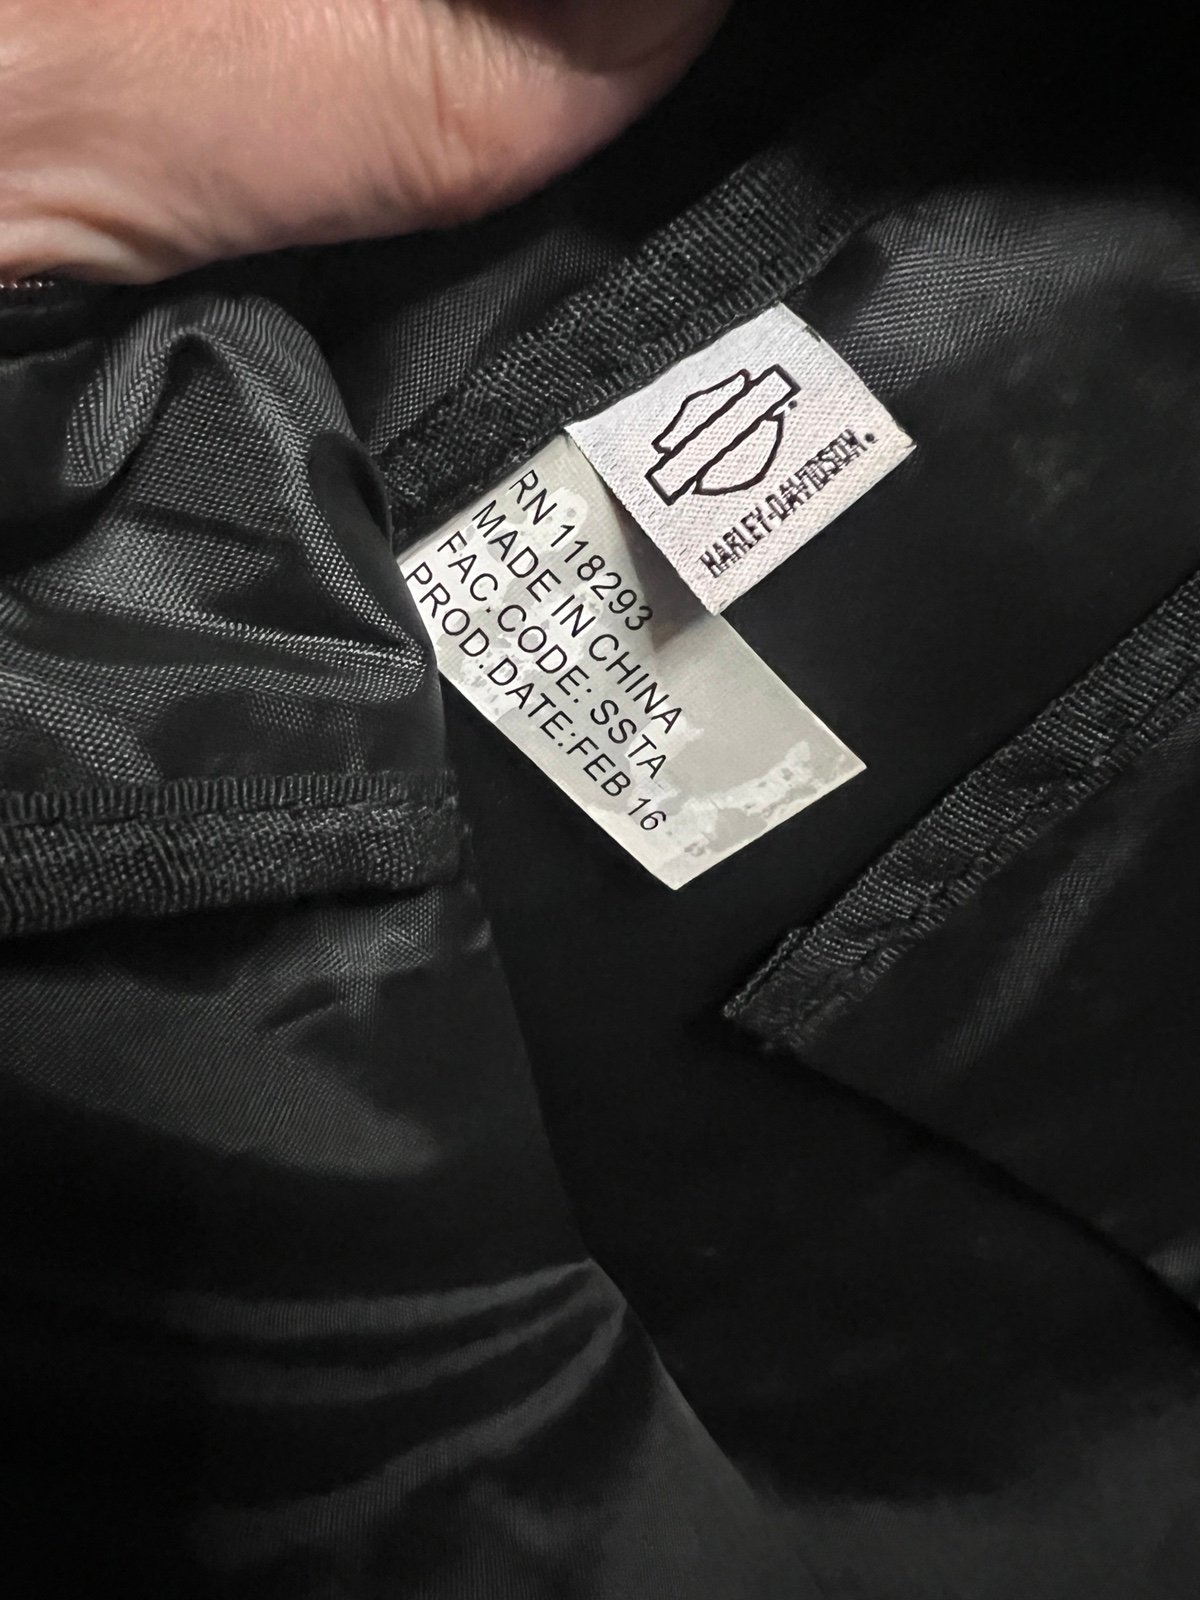 HARLEY-DAVIDSON.
RN 118293
MADE IN CHINA
FAC.CODE: SSTA
PROD.DATE:FEB 16